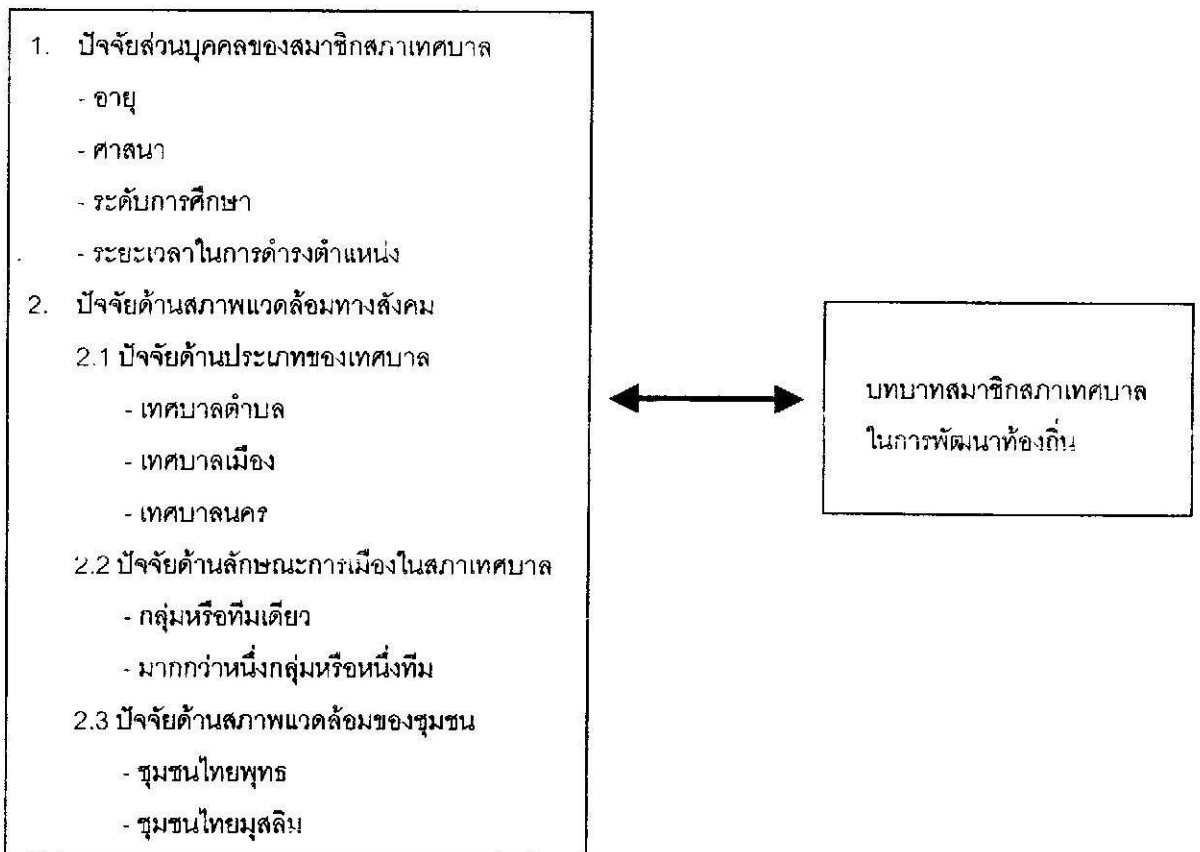 1. ปัจจัยส่วนบุคคลของสมาชิกสภาเทศบาล
- อายุ
- ศาสนา
- ระดับการศึกษา
- ระยะเวลาในการดำรงตำแหน่ง
2. ปัจจัยด้านสภาพแวดล้อมทางสังคม
2.1 ปัจจัยด้านประเภทของเทศบาล
- เทศบาลตำบล
- เทศบาลเมือง
- เทศบาลนคร
2.2 ปัจจัยด้านลักษณะการเมืองในสภาเทศบาล
- กลุ่มหรือทีมเดียว
- มากกว่าหนึ่งกลุ่มหรือหนึ่งทีม
2.3 ปัจจัยด้านสภาพแวดล้อมของชุมชน
- ชุมชนไทยพุทธ
- ชุมชนไทยมุสลิม
บทบาทสมาชิกสภาเทศบาล
ในการพัฒนาท้องถิ่น